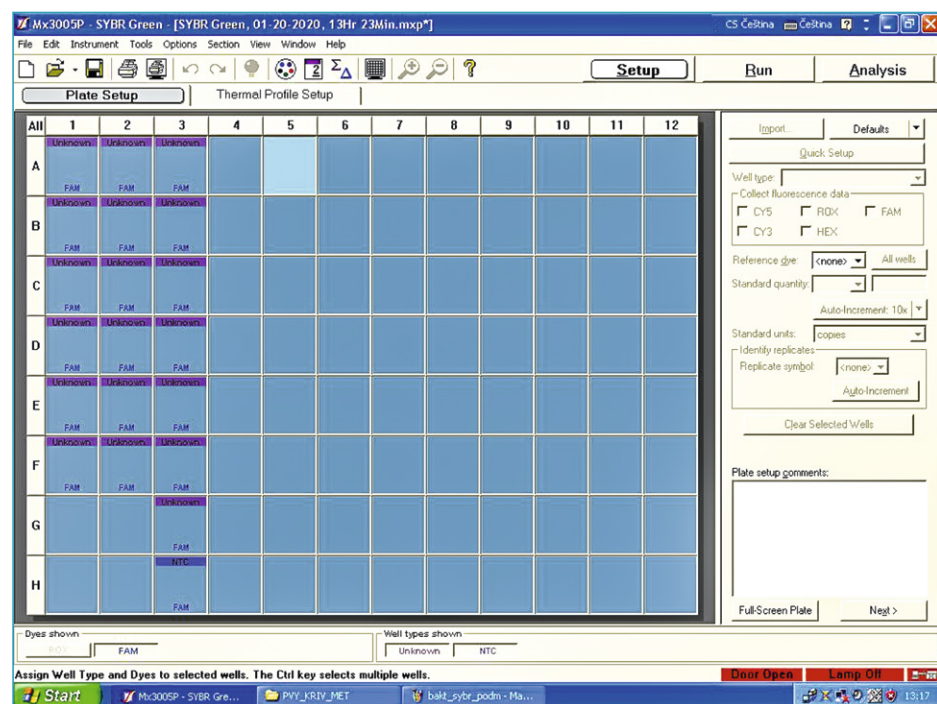 Mx3005P - SYBR Green - [SYBR Green, 01-20-2020, 13Hr 23Min.mxp*] CS Čeština Čeština
File Edit Instrument Tools Options Section View Window Help
Setup Run Analysis
Plate Setup Thermal Profile Setup
All 1 2 3 4 5 6 7 8 9 10 11 12
Import... Defaults
Quick Setup
Well type:
Collect fluorescence data
CY5 ROX FAM
CY3 HEX
Reference dye: <none> All wells
Standard quantity:
Auto-Increment: 10x
Standard units: copies
Identify replicates
Replicate symbol: <none>
Auto-Increment
Clear Selected Wells
Plate setup comments:
Full-Screen Plate Next >
Unknown Unknown Unknown
A
FAM FAM FAM
Unknown Unknown Unknown
B
FAM FAM FAM
Unknown Unknown Unknown
C
FAM FAM FAM
Unknown Unknown Unknown
D
FAM FAM FAM
Unknown Unknown Unknown
E
FAM FAM FAM
Unknown Unknown Unknown
F
FAM FAM FAM
Unknown
G
FAM
NTC
H
FAM
Dyes shown
ROX FAM
Well types shown
Unknown NTC
Assign Well Type and Dyes to selected wells. The Ctrl key selects multiple wells. Door Open Lamp Off
Start Mx3005P - SYBR Gre... PVY_KRIV_MET bakt_sybr_podm - Ma... 13:17